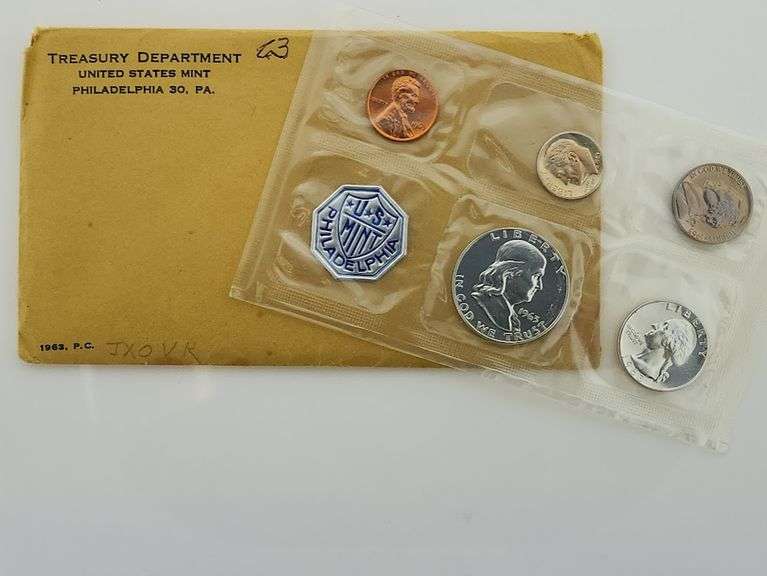 TREASURY DEPARTMENT 63
UNITED STATES MINT
PHILADELPHIA 30, PA.
1963. P.C. JXOVK
U★S
MINT
PHILADELPHIA
LIBERTY
IN GOD WE TRUST
1963
LIBERTY